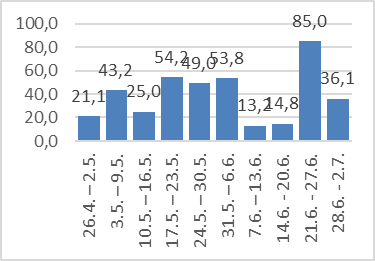 100,0
80,0
60,0
40,0
20,0
0,0
21,1
43,2
25,0
54,2
49,0
53,8
13,2
14,8
85,0
36,1
26.4. – 2.5.
3.5. – 9.5.
10.5. – 16.5.
17.5. – 23.5.
24.5. – 30.5.
31.5. – 6.6.
7.6. – 13.6.
14.6. - 20.6.
21.6. - 27.6.
28.6. - 2.7.